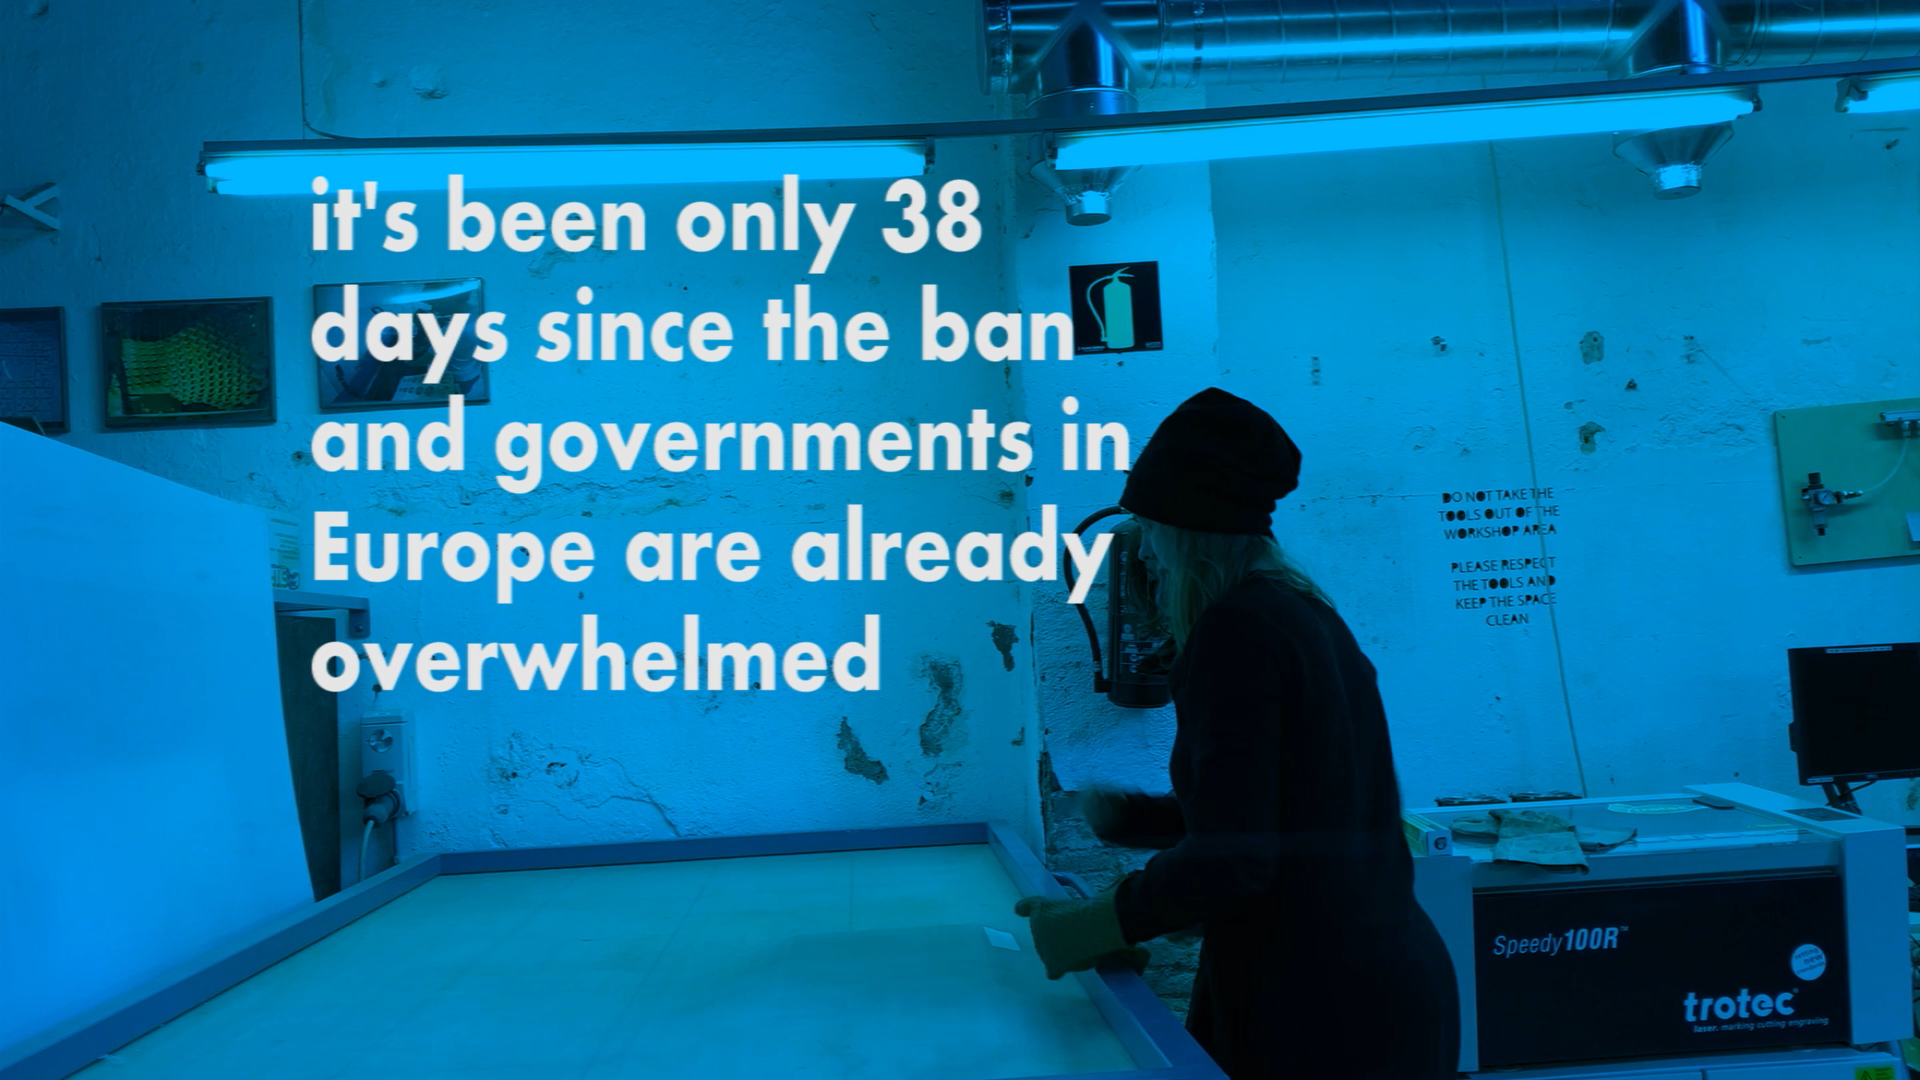 it's been only 38
days since the ban
and governments in
Europe are already
overwhelmed
DO NOT TAKE THE
TOOLS OUT OF THE
WORKSHOP AREA
PLEASE RESPECT
THE TOOLS AND
KEEP THE SPACE
CLEAN
Speedy100R™
trotec®
laser. marking cutting engraving